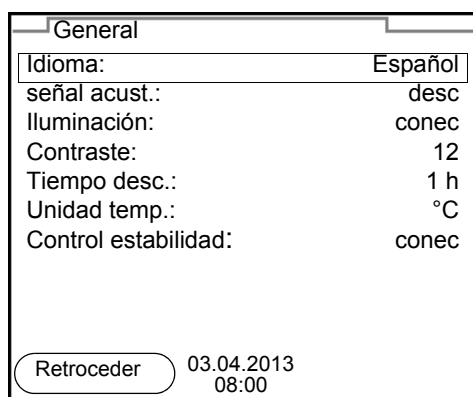 General
Idioma: Español
señal acust.: desc
Iluminación: conec
Contraste: 12
Tiempo desc.: 1 h
Unidad temp.: °C
Control estabilidad: conec
Retroceder 03.04.2013
08:00